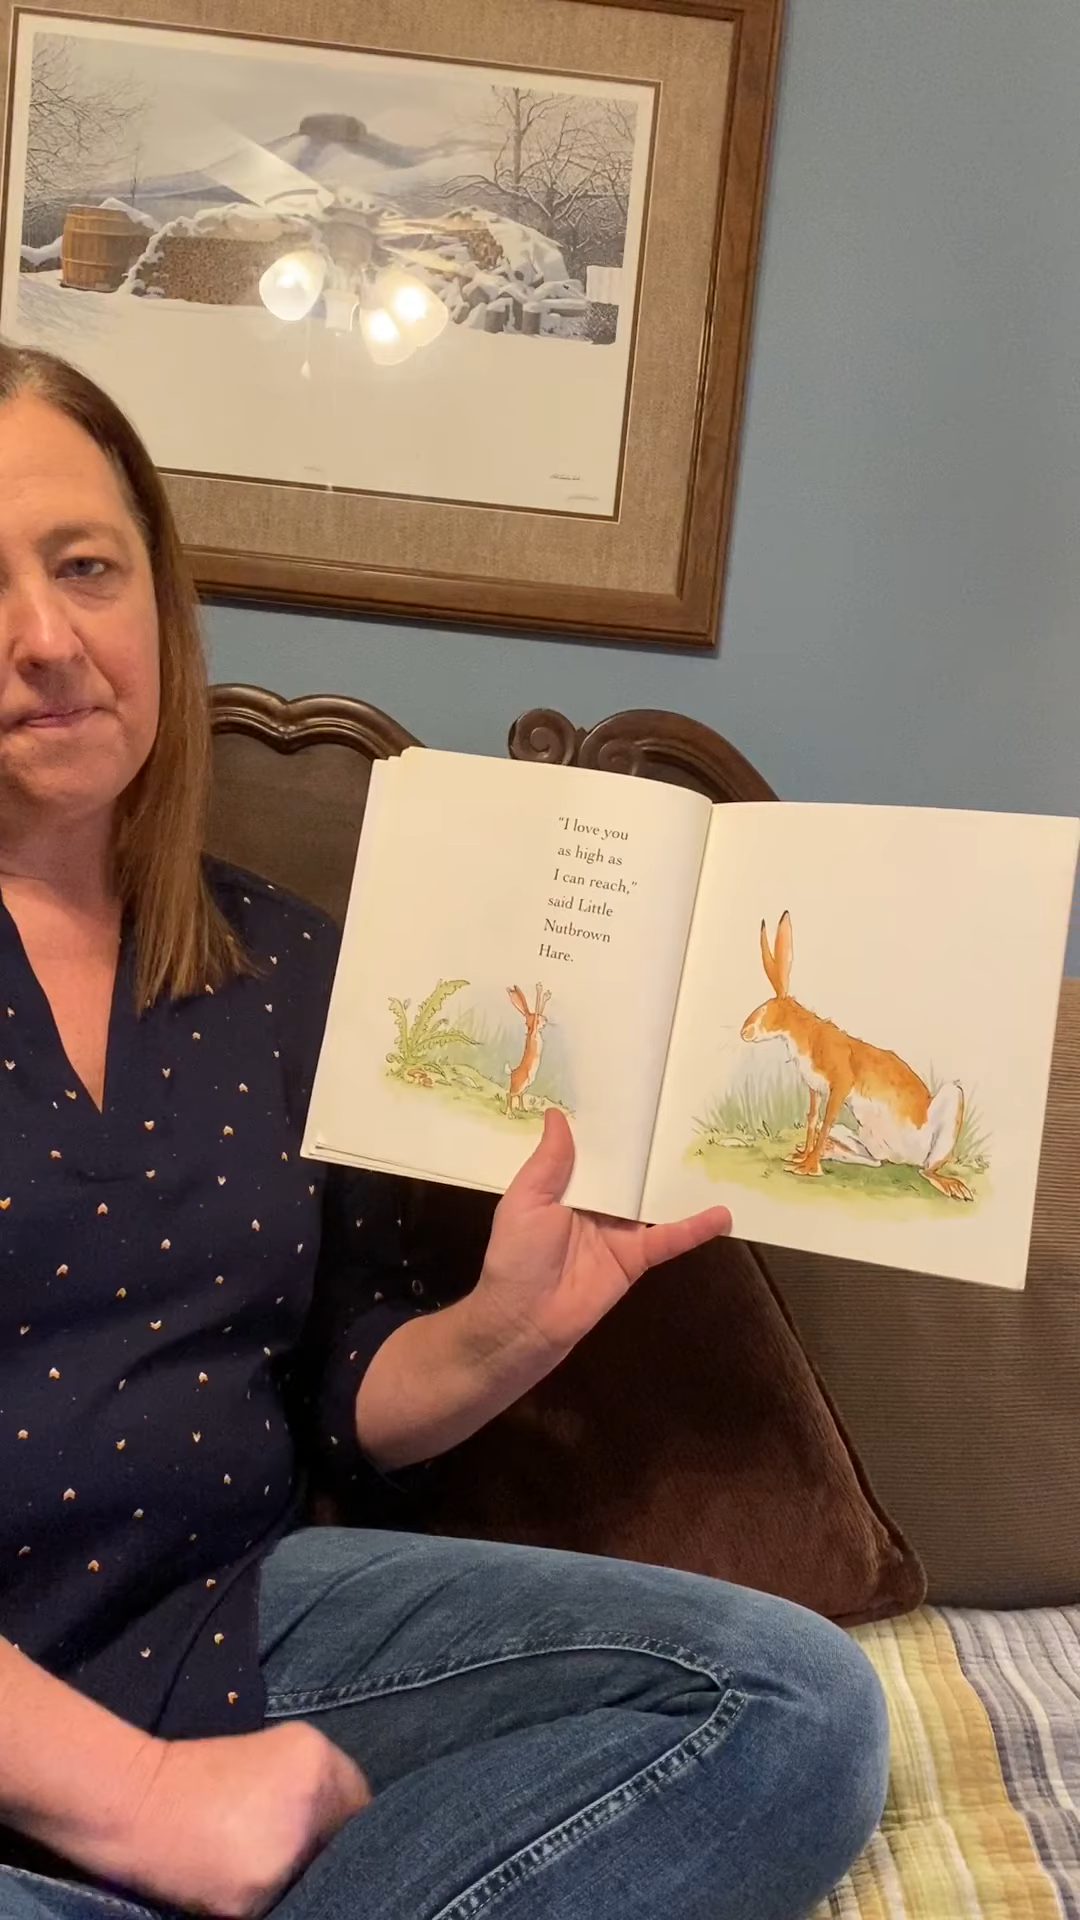 "I love you
as high as
I can reach,"
said Little
Nutbrown
Hare.